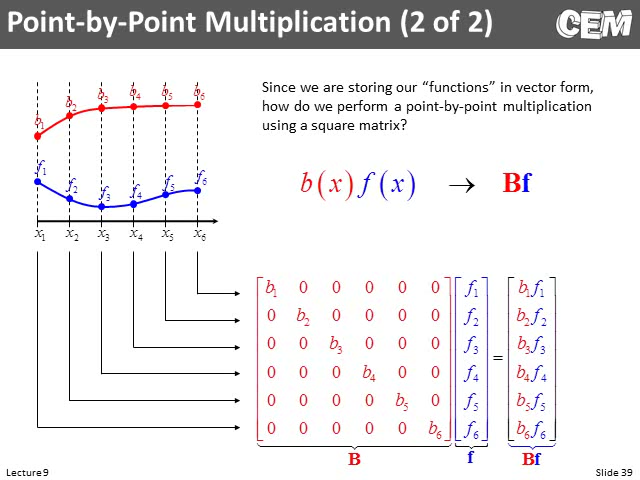 Point-by-Point Multiplication (2 of 2)
CEM
Since we are storing our “functions” in vector form,
how do we perform a point-by-point multiplication
using a square matrix?
b₁ b₂ b₃ b₄ b₅ b₆
f₁ f₂ f₃ f₄ f₅ f₆
x₁ x₂ x₃ x₄ x₅ x₆
b(x) f(x) → Bf
b₁ 0 0 0 0 0 f₁ b₁f₁
0 b₂ 0 0 0 0 f₂ b₂f₂
0 0 b₃ 0 0 0 f₃ b₃f₃
=
0 0 0 b₄ 0 0 f₄ b₄f₄
0 0 0 0 b₅ 0 f₅ b₅f₅
0 0 0 0 0 b₆ f₆ b₆f₆
B f Bf
Lecture 9 Slide 39